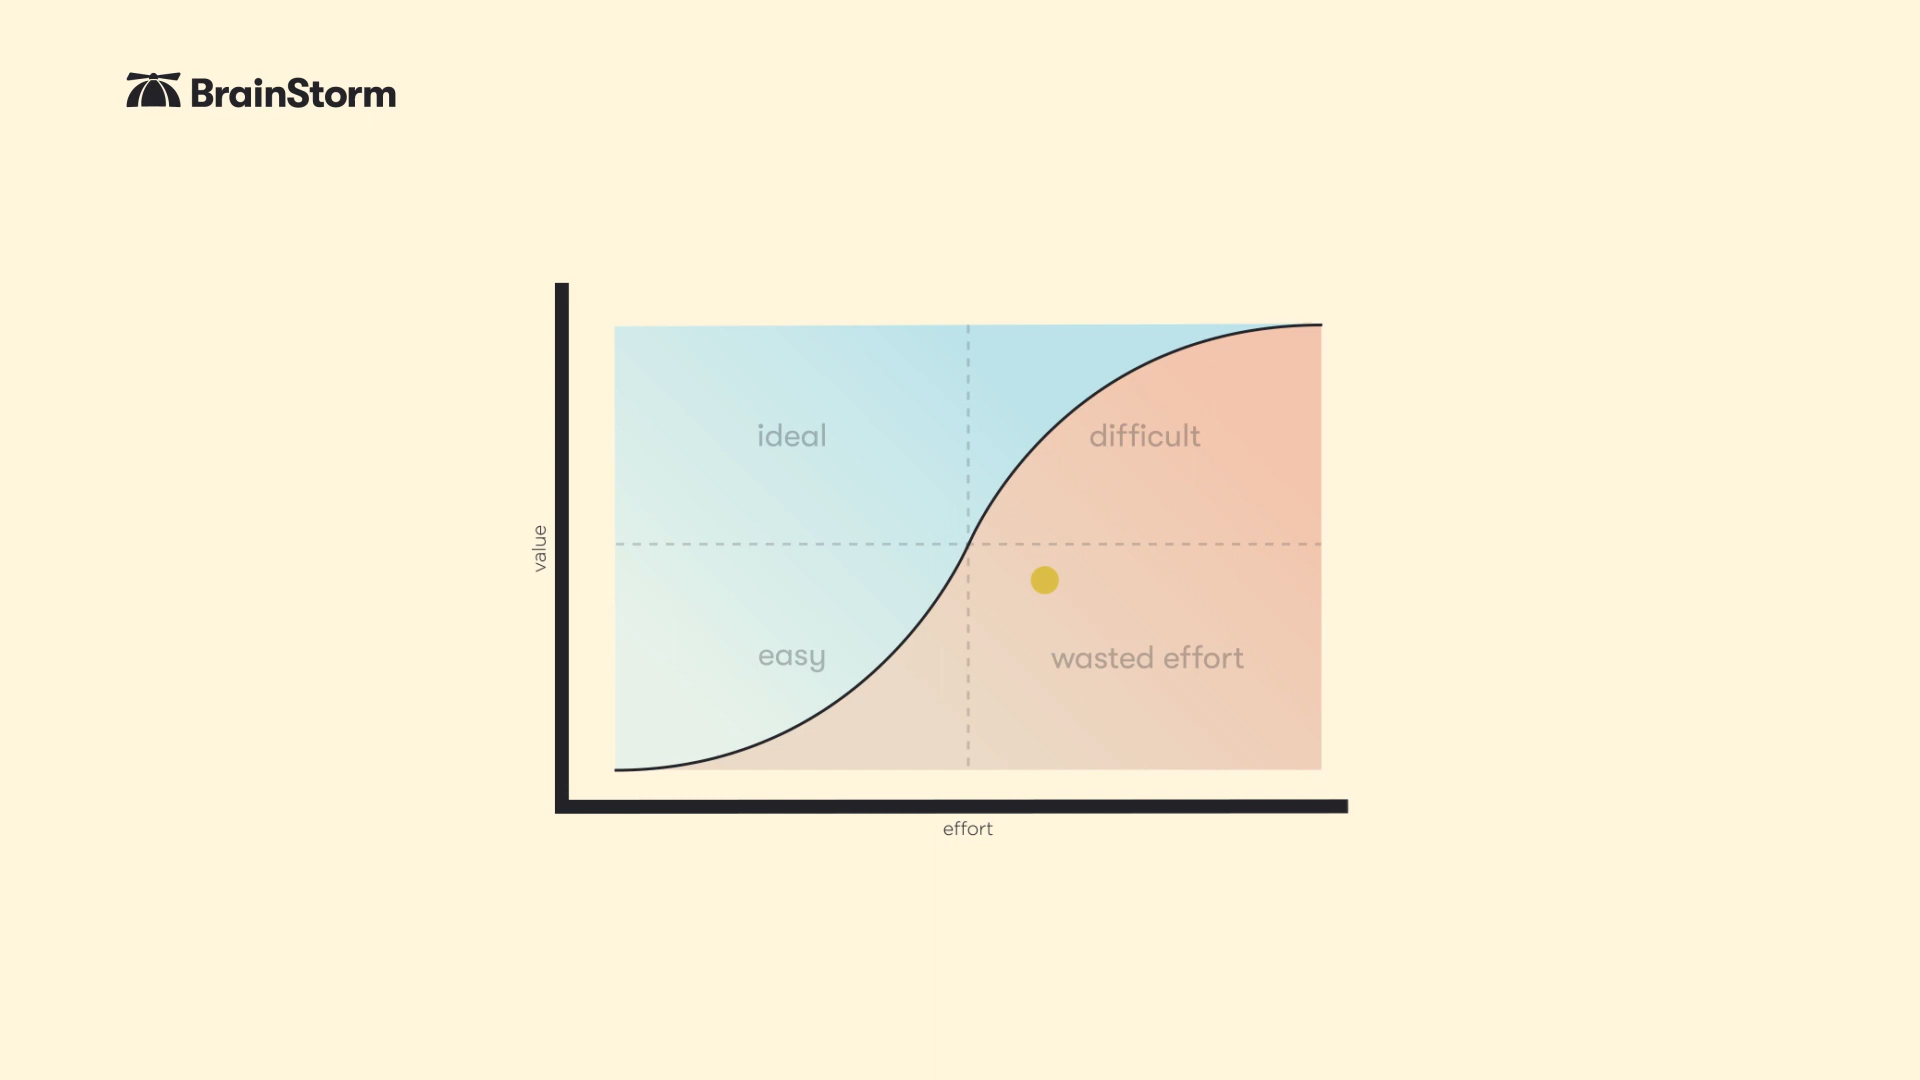 BrainStorm
ideal
difficult
value
easy
wasted effort
effort